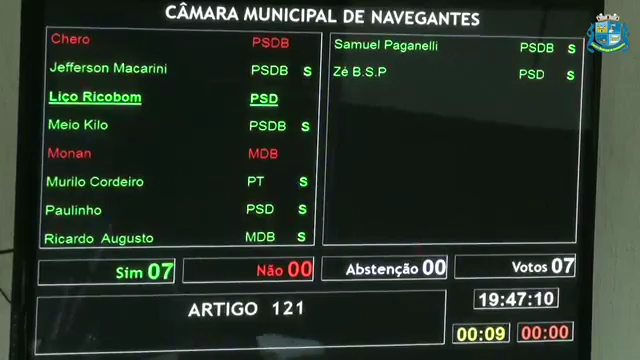 CÂMARA MUNICIPAL DE NAVEGANTES
Chero PSDB
Jefferson Macarini PSDB S
Liço Ricobom PSD
Meio Kilo PSDB S
Monan MDB
Murilo Cordeiro PT S
Paulinho PSD S
Ricardo Augusto MDB S
Samuel Paganelli PSDB S
Zé B.S.P PSD S
Sim 07
Não 00
Abstenção 00
Votos 07
ARTIGO 121
19:47:10
00:09
00:00